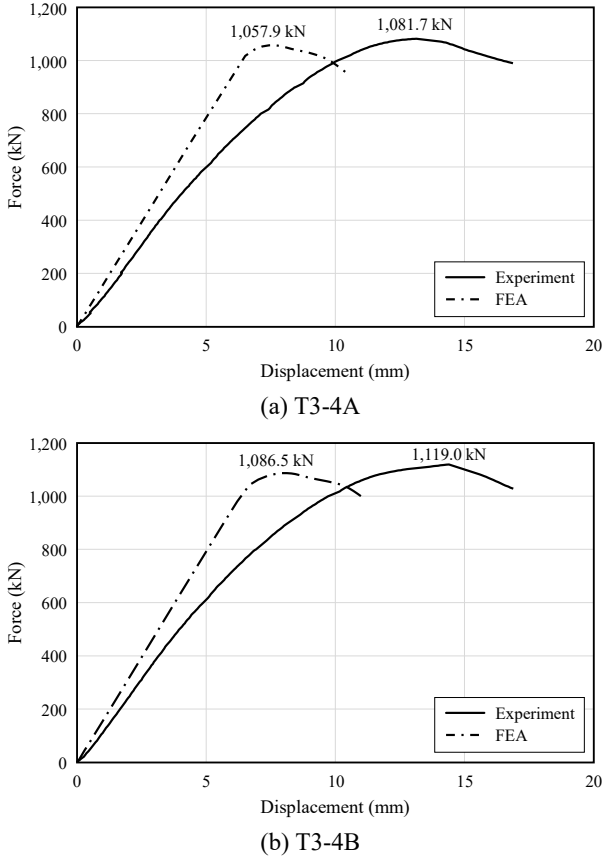 1,200
1,057.9 kN
1,081.7 kN
1,000
800
600
400
200
0
Force (kN)
Experiment
FEA
0 5 10 15 20
Displacement (mm)
(a) T3-4A
1,200
1,086.5 kN
1,119.0 kN
1,000
800
600
400
200
0
Force (kN)
Experiment
FEA
0 5 10 15 20
Displacement (mm)
(b) T3-4B